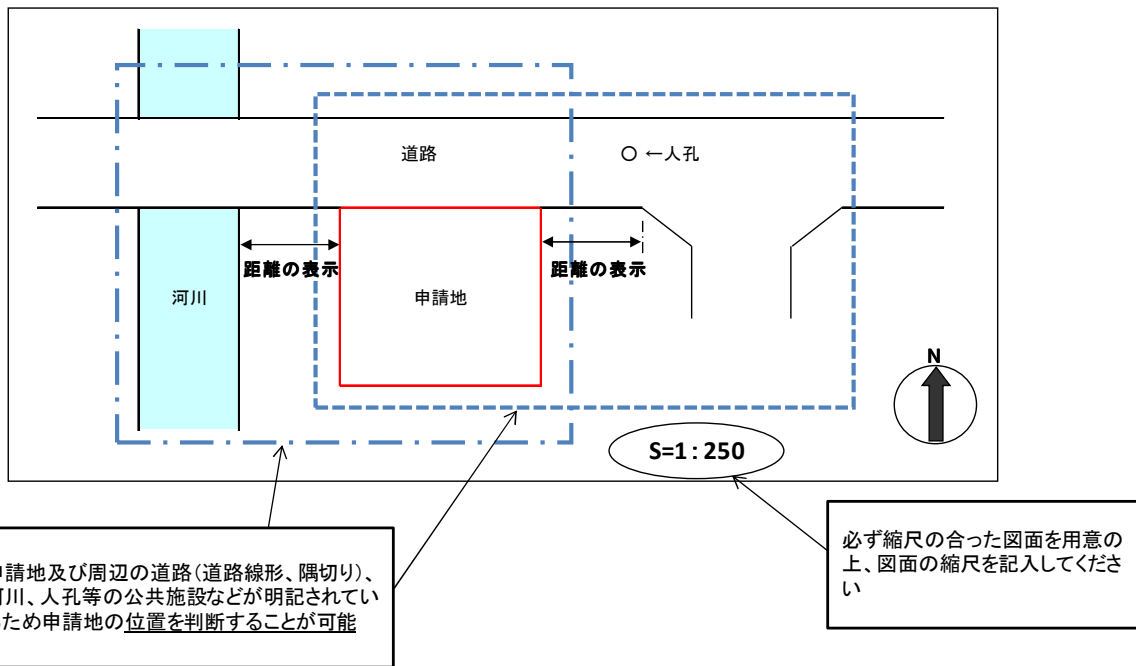 道路
←人孔
距離の表示
距離の表示
河川
申請地
N
S=1：250
請地及び周辺の道路（道路線形、隅切り）、
川、人孔等の公共施設などが明記されてい
ため申請地の位置を判断することが可能
必ず縮尺の合った図面を用意の
上、図面の縮尺を記入してくださ
い